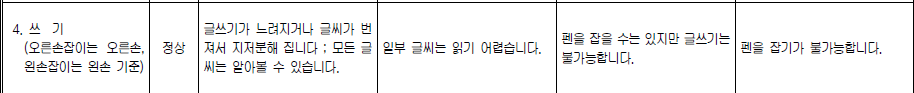 4. 쓰 기
(오른손잡이는 오른손,
왼손잡이는 왼손 기준)
정상
글쓰기가 느려지거나 글씨가 번
져서 지저분해 집니다 ; 모든 글
씨는 알아볼 수 있습니다.
일부 글씨는 읽기 어렵습니다.
펜을 잡을 수는 있지만 글쓰기는
불가능합니다.
펜을 잡기가 불가능합니다.